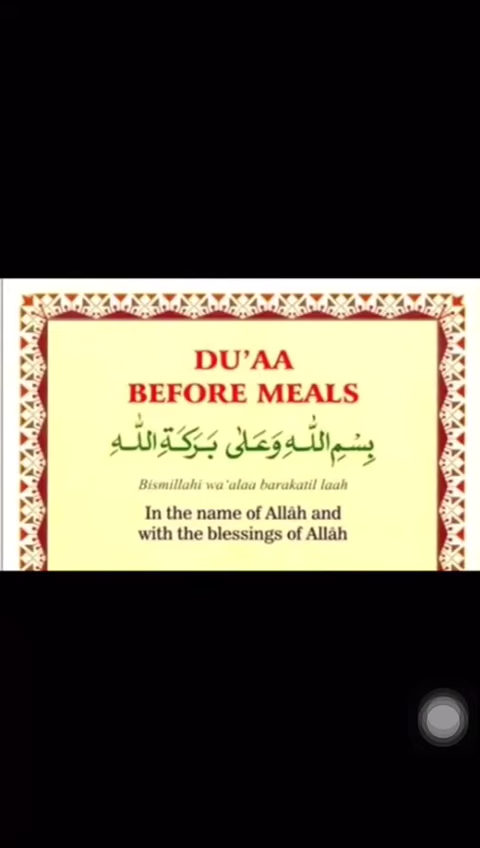 DU'AA
BEFORE MEALS
بِسْمِ اللّٰهِ وَعَلٰى بَرَكَةِ اللّٰهِ
Bismillahi wa‘alaa barakatil laah
In the name of Allâh and
with the blessings of Allâh